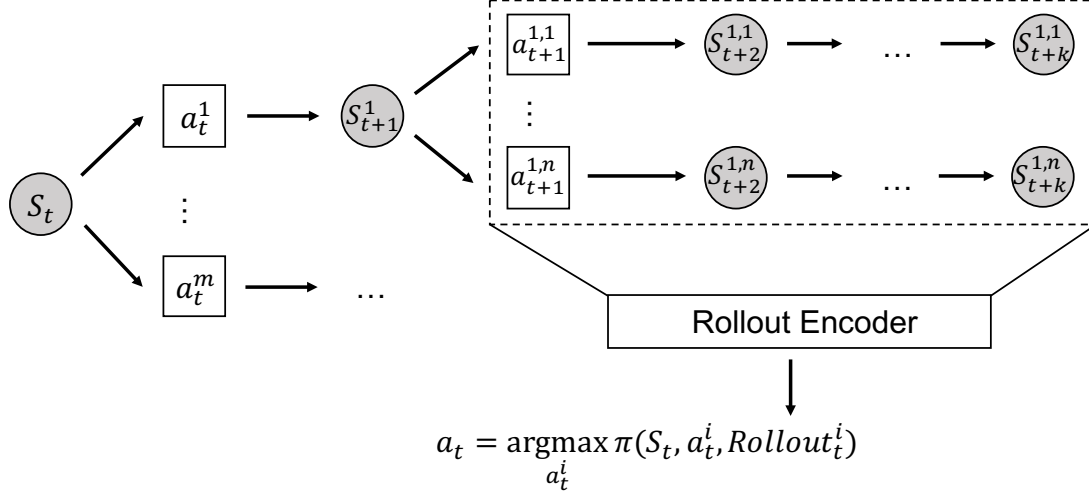 a_{t+1}^{1,1} S_{t+2}^{1,1} … S_{t+k}^{1,1}
a_t^1 S_{t+1}^1 ⋮
a_{t+1}^{1,n} S_{t+2}^{1,n} … S_{t+k}^{1,n}
S_t ⋮
a_t^m …
Rollout Encoder
a_t = argmax π(S_t, a_t^i, Rollout_t^i)
a_t^i